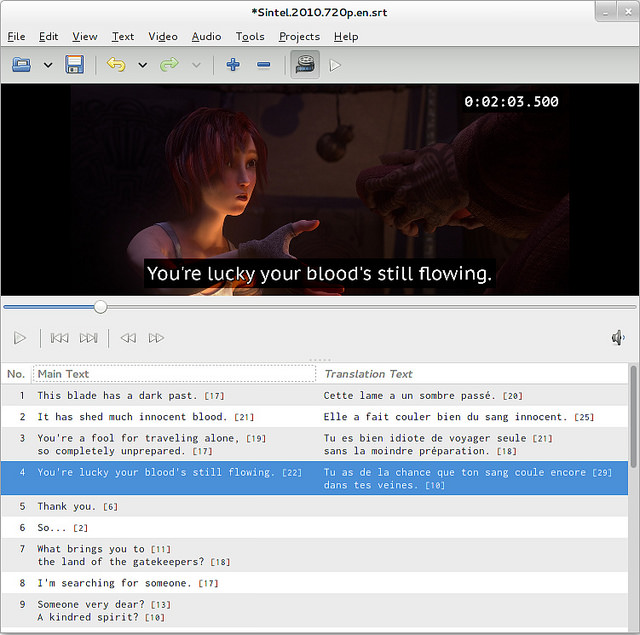 *Sintel.2010.720p.en.srt
File Edit View Text Video Audio Tools Projects Help
0:02:03.500
You're lucky your blood's still flowing.
No. Main Text Translation Text
1 This blade has a dark past. [17] Cette lame a un sombre passé. [20]
2 It has shed much innocent blood. [21] Elle a fait couler bien du sang innocent. [25]
3 You're a fool for traveling alone, [19] Tu es bien idiote de voyager seule [21]
so completely unprepared. [17] sans la moindre préparation. [18]
4 You're lucky your blood's still flowing. [22] Tu as de la chance que ton sang coule encore [29]
dans tes veines. [10]
5 Thank you. [6]
6 So... [2]
7 What brings you to [11]
the land of the gatekeepers? [18]
8 I'm searching for someone. [17]
9 Someone very dear? [13]
A kindred spirit? [10]